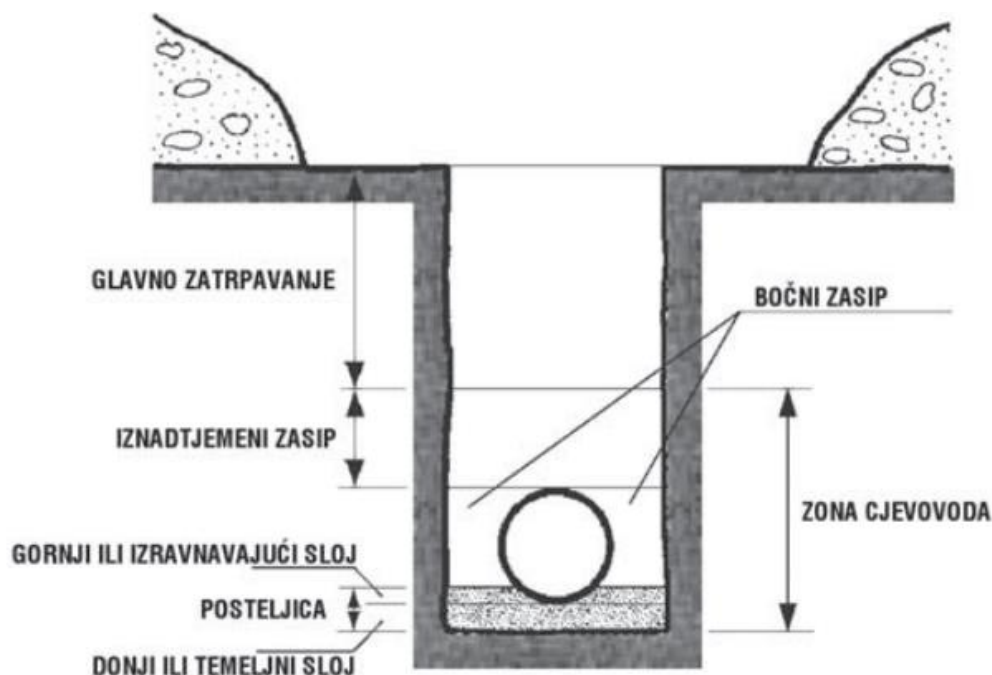 GLAVNO ZATRPAVANJE
BOČNI ZASIP
IZNADTJEMENI ZASIP
ZONA CJEVOVODA
GORNJI ILI IZRAVNAVAJUĆI SLOJ
POSTELJICA
DONJI ILI TEMELJNI SLOJ